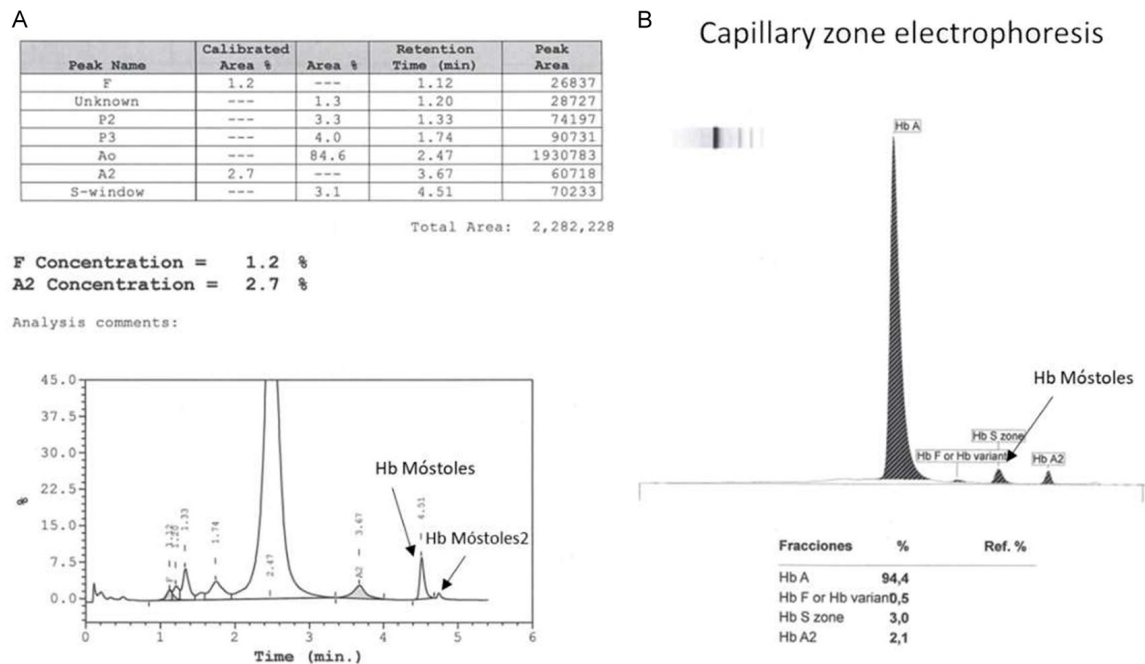 A
Peak Name Calibrated Area % Area % Retention Time (min) Peak Area
F 1.2 --- 1.12 26837
Unknown --- 1.3 1.20 28727
P2 --- 3.3 1.33 74197
P3 --- 4.0 1.74 90731
Ao --- 84.6 2.47 1930783
A2 2.7 --- 3.67 60718
S-window --- 3.1 4.51 70233
Total Area: 2,282,228
F Concentration = 1.2 %
A2 Concentration = 2.7 %
Analysis comments:
45.0
37.5
30.0
22.5
15.0
7.5
0.0
%
Hb Móstoles
Hb Móstoles2
F
1.12
1.20
1.33
1.74
2.47
A2
3.67
4.51
0 1 2 3 4 5 6
Time (min.)
B
Capillary zone electrophoresis
Hb A
Hb Móstoles
Hb S zone
Hb F or Hb variant
Hb A2
Fracciones % Ref. %
Hb A 94,4
Hb F or Hb variant 0,5
Hb S zone 3,0
Hb A2 2,1